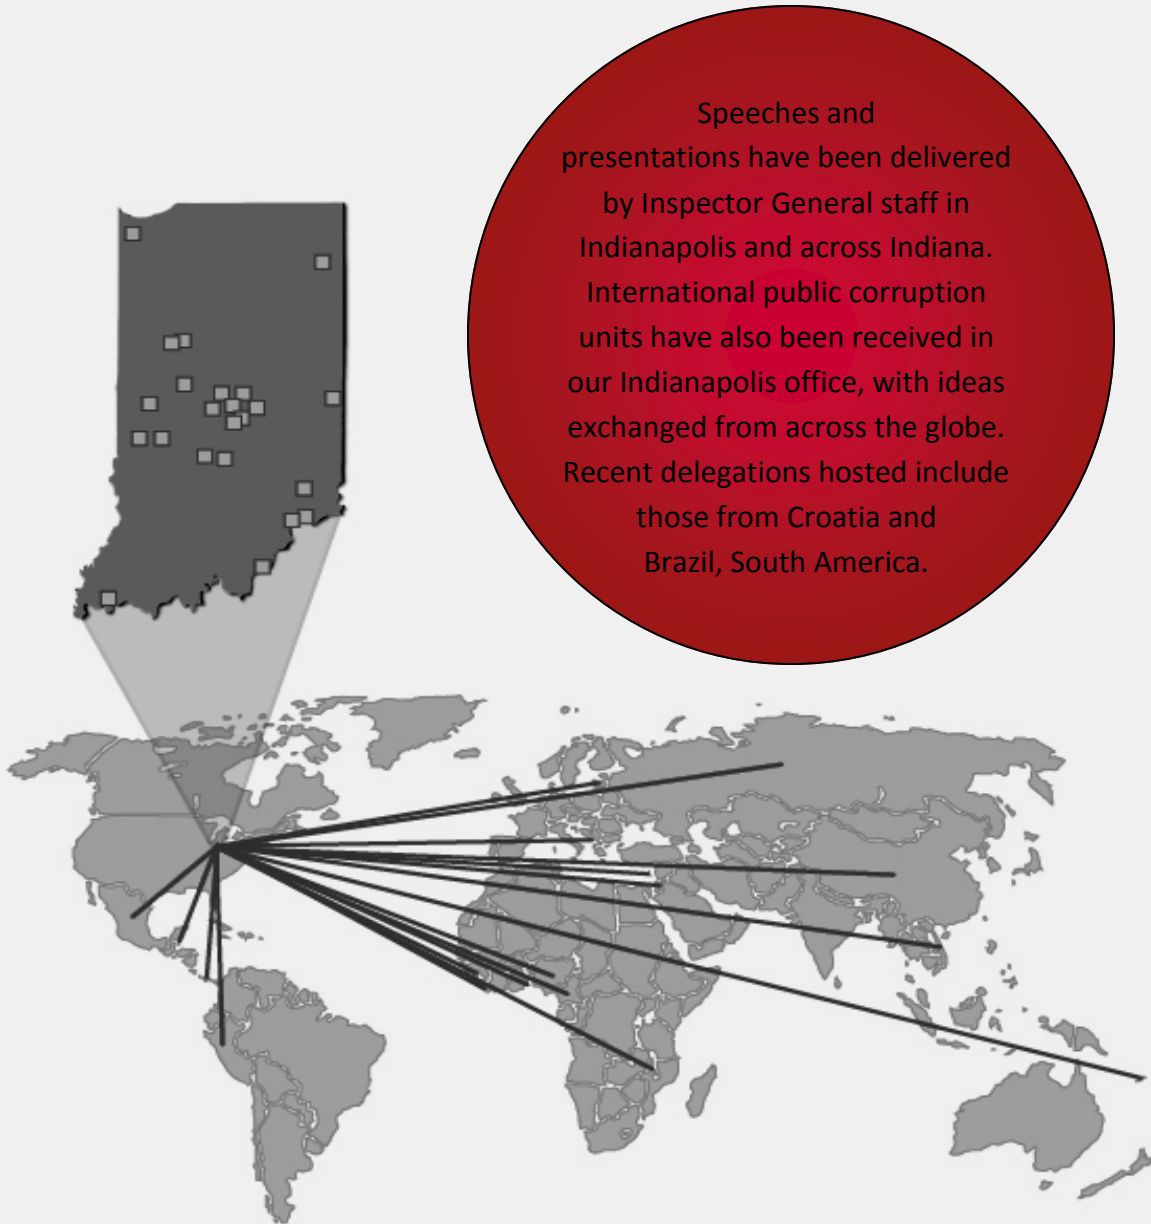 Speeches and
presentations have been delivered
by Inspector General staff in
Indianapolis and across Indiana.
International public corruption
units have also been received in
our Indianapolis office, with ideas
exchanged from across the globe.
Recent delegations hosted include
those from Croatia and
Brazil, South America.